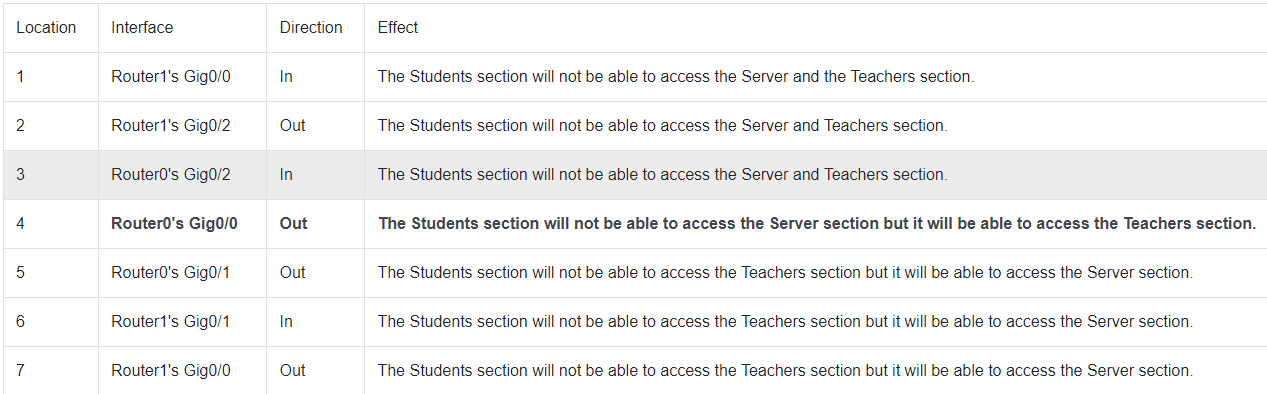 Location Interface Direction Effect
1 Router1's Gig0/0 In The Students section will not be able to access the Server and the Teachers section.
2 Router1's Gig0/2 Out The Students section will not be able to access the Server and Teachers section.
3 Router0's Gig0/2 In The Students section will not be able to access the Server and Teachers section.
4 Router0's Gig0/0 Out The Students section will not be able to access the Server section but it will be able to access the Teachers section.
5 Router0's Gig0/1 Out The Students section will not be able to access the Teachers section but it will be able to access the Server section.
6 Router1's Gig0/1 In The Students section will not be able to access the Teachers section but it will be able to access the Server section.
7 Router1's Gig0/0 Out The Students section will not be able to access the Teachers section but it will be able to access the Server section.